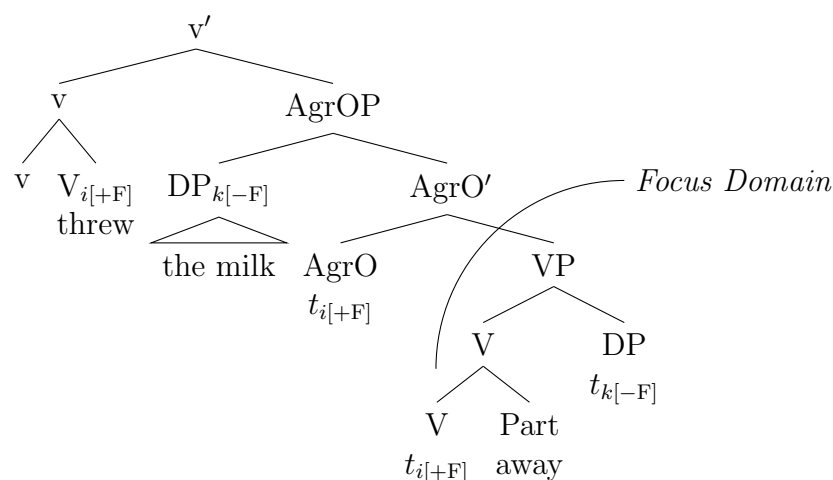 v′
v AgrOP
v V_{i[+F]} DP_{k[−F]} AgrO′ Focus Domain
threw
the milk AgrO VP
t_{i[+F]}
V DP
t_{k[−F]}
V Part
t_{i[+F]} away